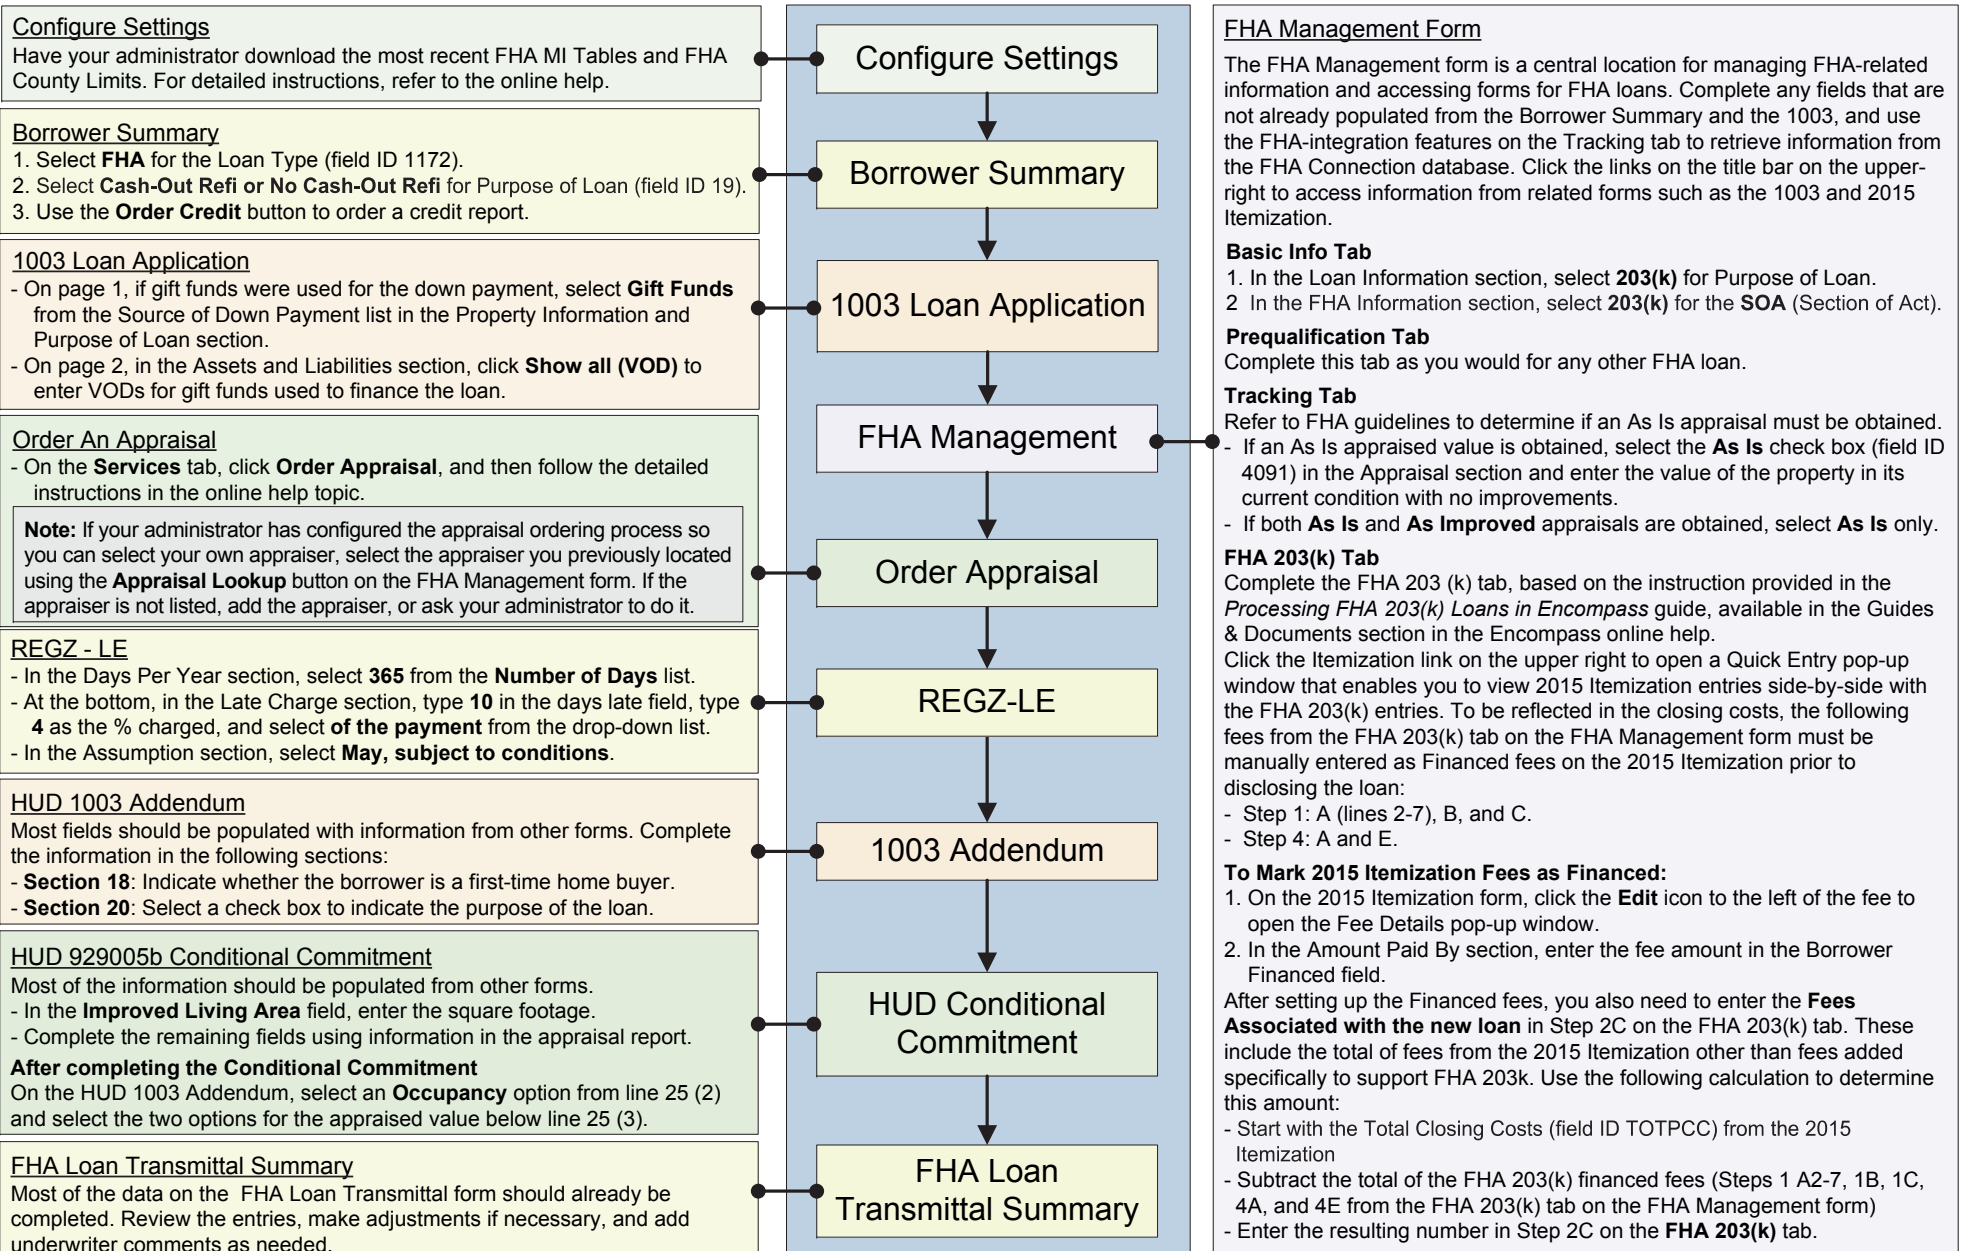 Configure Settings
Have your administrator download the most recent FHA MI Tables and FHA
County Limits. For detailed instructions, refer to the online help.
Borrower Summary
1. Select FHA for the Loan Type (field ID 1172).
2. Select Cash-Out Refi or No Cash-Out Refi for Purpose of Loan (field ID 19).
3. Use the Order Credit button to order a credit report.
1003 Loan Application
- On page 1, if gift funds were used for the down payment, select Gift Funds
from the Source of Down Payment list in the Property Information and
Purpose of Loan section.
- On page 2, in the Assets and Liabilities section, click Show all (VOD) to
enter VODs for gift funds used to finance the loan.
Order An Appraisal
- On the Services tab, click Order Appraisal, and then follow the detailed
instructions in the online help topic.
Note: If your administrator has configured the appraisal ordering process so
you can select your own appraiser, select the appraiser you previously located
using the Appraisal Lookup button on the FHA Management form. If the
appraiser is not listed, add the appraiser, or ask your administrator to do it.
REGZ - LE
- In the Days Per Year section, select 365 from the Number of Days list.
- At the bottom, in the Late Charge section, type 10 in the days late field, type
4 as the % charged, and select of the payment from the drop-down list.
- In the Assumption section, select May, subject to conditions.
HUD 1003 Addendum
Most fields should be populated with information from other forms. Complete
the information in the following sections:
- Section 18: Indicate whether the borrower is a first-time home buyer.
- Section 20: Select a check box to indicate the purpose of the loan.
HUD 929005b Conditional Commitment
Most of the information should be populated from other forms.
- In the Improved Living Area field, enter the square footage.
- Complete the remaining fields using information in the appraisal report.
After completing the Conditional Commitment
On the HUD 1003 Addendum, select an Occupancy option from line 25 (2)
and select the two options for the appraised value below line 25 (3).
FHA Loan Transmittal Summary
Most of the data on the FHA Loan Transmittal form should already be
completed. Review the entries, make adjustments if necessary, and add
underwriter comments as needed.
Configure Settings
Borrower Summary
1003 Loan Application
FHA Management
Order Appraisal
REGZ-LE
1003 Addendum
HUD Conditional
Commitment
FHA Loan
Transmittal Summary
FHA Management Form
The FHA Management form is a central location for managing FHA-related
information and accessing forms for FHA loans. Complete any fields that are
not already populated from the Borrower Summary and the 1003, and use
the FHA-integration features on the Tracking tab to retrieve information from
the FHA Connection database. Click the links on the title bar on the upper-
right to access information from related forms such as the 1003 and 2015
Itemization.
Basic Info Tab
1. In the Loan Information section, select 203(k) for Purpose of Loan.
2 In the FHA Information section, select 203(k) for the SOA (Section of Act).
Prequalification Tab
Complete this tab as you would for any other FHA loan.
Tracking Tab
Refer to FHA guidelines to determine if an As Is appraisal must be obtained.
- If an As Is appraised value is obtained, select the As Is check box (field ID
4091) in the Appraisal section and enter the value of the property in its
current condition with no improvements.
- If both As Is and As Improved appraisals are obtained, select As Is only.
FHA 203(k) Tab
Complete the FHA 203 (k) tab, based on the instruction provided in the
Processing FHA 203(k) Loans in Encompass guide, available in the Guides
& Documents section in the Encompass online help.
Click the Itemization link on the upper right to open a Quick Entry pop-up
window that enables you to view 2015 Itemization entries side-by-side with
the FHA 203(k) entries. To be reflected in the closing costs, the following
fees from the FHA 203(k) tab on the FHA Management form must be
manually entered as Financed fees on the 2015 Itemization prior to
disclosing the loan:
- Step 1: A (lines 2-7), B, and C.
- Step 4: A and E.
To Mark 2015 Itemization Fees as Financed:
1. On the 2015 Itemization form, click the Edit icon to the left of the fee to
open the Fee Details pop-up window.
2. In the Amount Paid By section, enter the fee amount in the Borrower
Financed field.
After setting up the Financed fees, you also need to enter the Fees
Associated with the new loan in Step 2C on the FHA 203(k) tab. These
include the total of fees from the 2015 Itemization other than fees added
specifically to support FHA 203k. Use the following calculation to determine
this amount:
- Start with the Total Closing Costs (field ID TOTPCC) from the 2015
Itemization
- Subtract the total of the FHA 203(k) financed fees (Steps 1 A2-7, 1B, 1C,
4A, and 4E from the FHA 203(k) tab on the FHA Management form)
- Enter the resulting number in Step 2C on the FHA 203(k) tab.